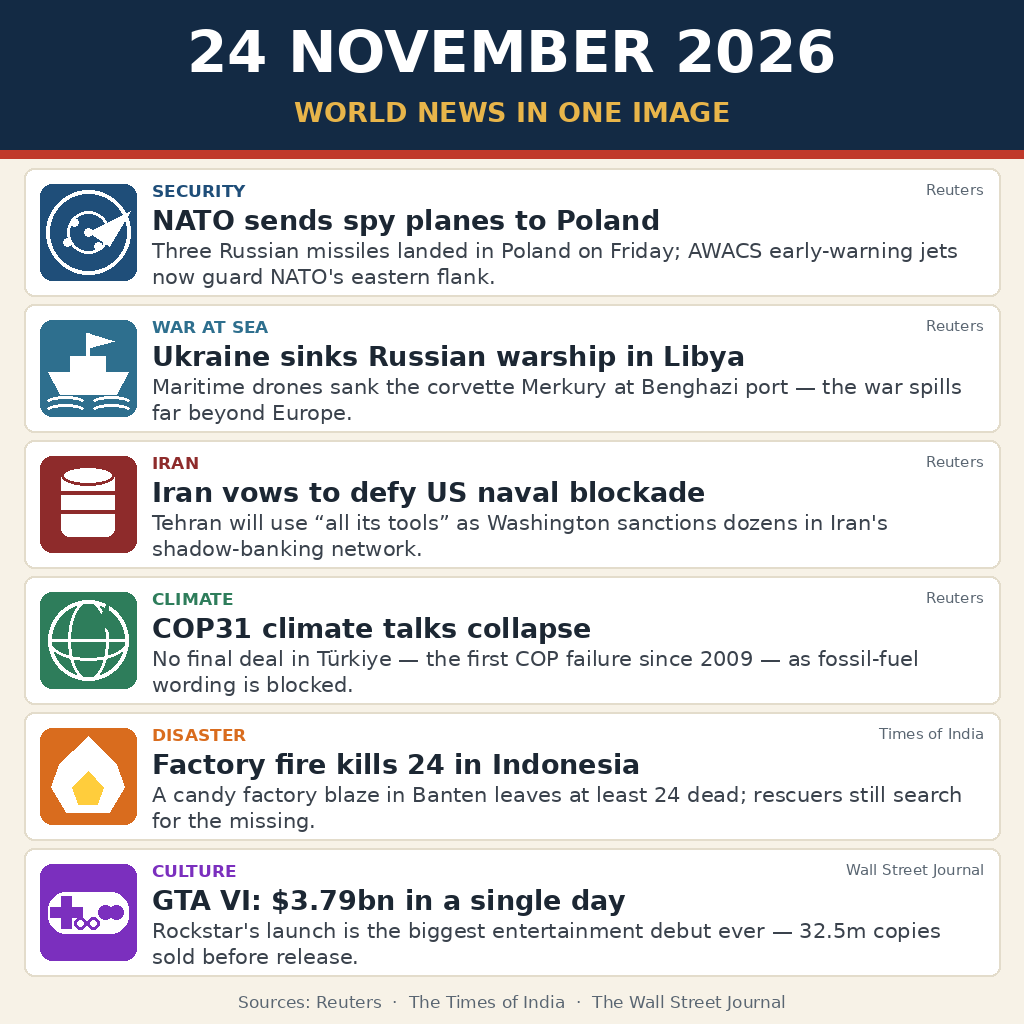 24 NOVEMBER 2026
WORLD NEWS IN ONE IMAGE
SECURITY
Reuters
NATO sends spy planes to Poland
Three Russian missiles landed in Poland on Friday; AWACS early-warning jets
now guard NATO's eastern flank.
WAR AT SEA
Reuters
Ukraine sinks Russian warship in Libya
Maritime drones sank the corvette Merkury at Benghazi port — the war spills
far beyond Europe.
IRAN
Reuters
Iran vows to defy US naval blockade
Tehran will use “all its tools” as Washington sanctions dozens in Iran's
shadow-banking network.
CLIMATE
Reuters
COP31 climate talks collapse
No final deal in Türkiye — the first COP failure since 2009 — as fossil-fuel
wording is blocked.
DISASTER
Times of India
Factory fire kills 24 in Indonesia
A candy factory blaze in Banten leaves at least 24 dead; rescuers still search
for the missing.
CULTURE
Wall Street Journal
GTA VI: $3.79bn in a single day
Rockstar's launch is the biggest entertainment debut ever — 32.5m copies
sold before release.
Sources: Reuters · The Times of India · The Wall Street Journal